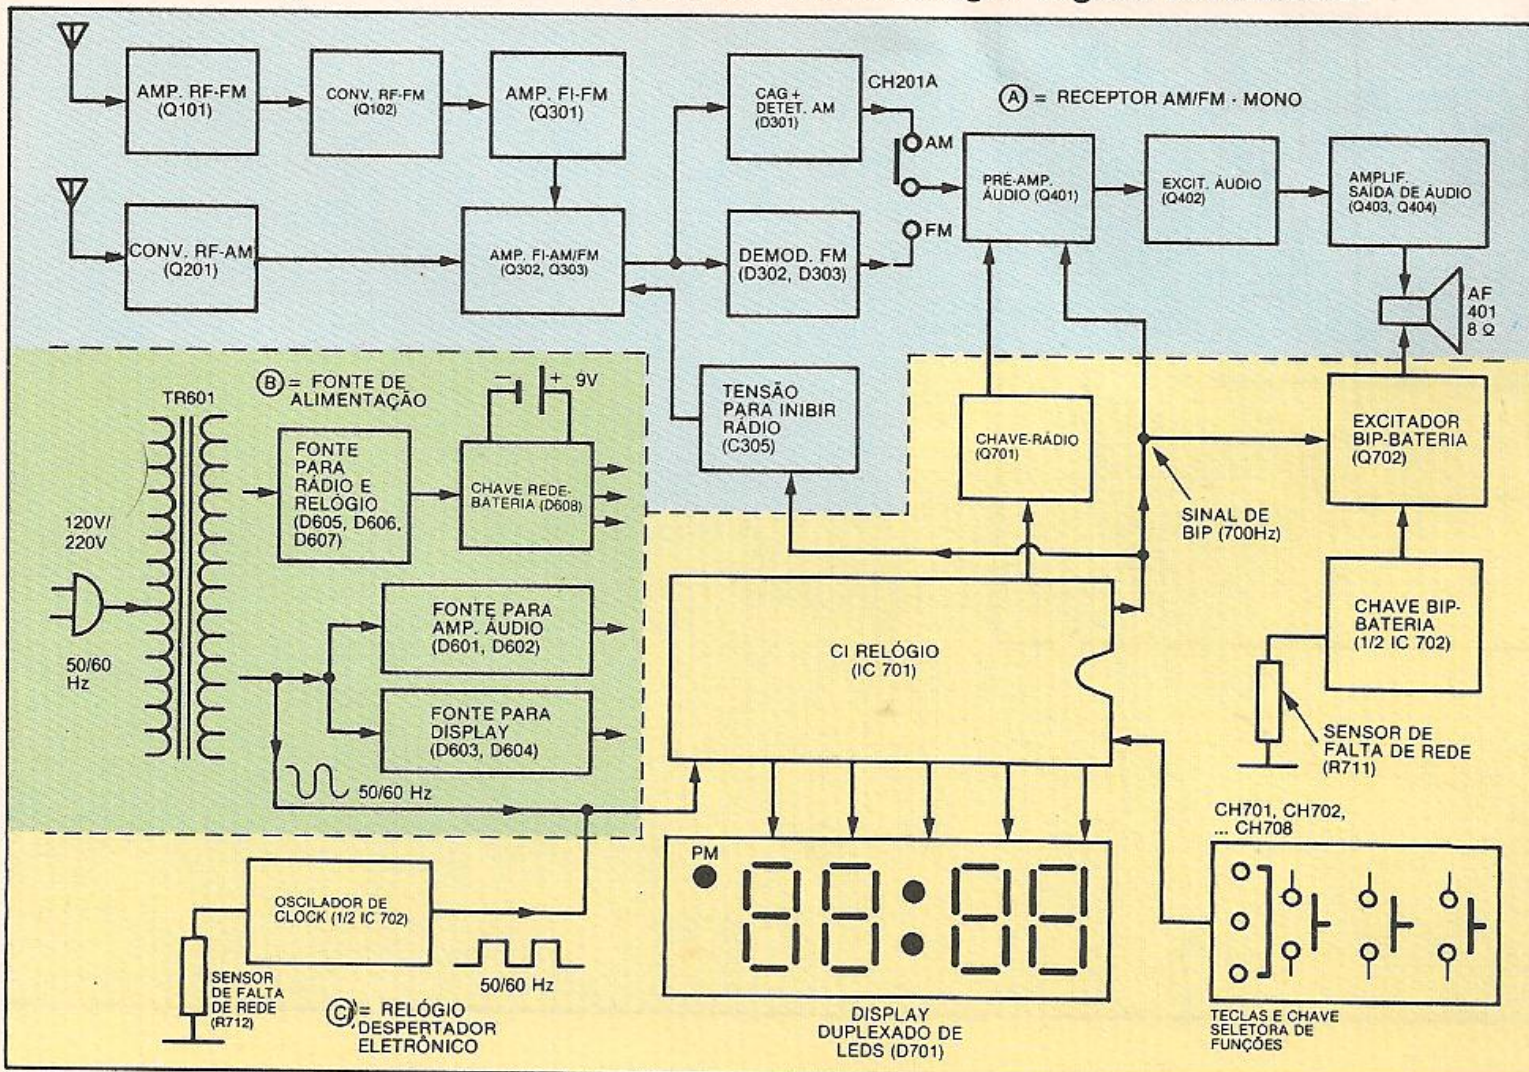 AMP. RF-FM
(Q101)
CONV. RF-FM
(Q102)
AMP. FI-FM
(Q301)
CAG +
DETET. AM
(D301)
CH201A
A = RECEPTOR AM/FM - MONO
AM
PRÉ-AMP.
ÁUDIO (Q401)
EXCIT. ÁUDIO
(Q402)
AMPLIF.
SAÍDA DE ÁUDIO
(Q403, Q404)
CONV. RF-AM
(Q201)
AMP. FI-AM/FM
(Q302, Q303)
DEMOD. FM
(D302, D303)
FM
AF
401
8 Ω
B = FONTE DE
ALIMENTAÇÃO
TR601
− + 9V
FONTE
PARA
RÁDIO E
RELÓGIO
(D605, D606,
D607)
CHAVE REDE-
BATERIA (D608)
TENSÃO
PARA INIBIR
RÁDIO
(C305)
CHAVE-RÁDIO
(Q701)
EXCITADOR
BIP-BATERIA
(Q702)
SINAL DE
BIP (700Hz)
120V/
220V
50/60
Hz
FONTE PARA
AMP. ÁUDIO
(D601, D602)
FONTE PARA
DISPLAY
(D603, D604)
50/60 Hz
CI RELÓGIO
(IC 701)
CHAVE BIP-
BATERIA
(1/2 IC 702)
SENSOR DE
FALTA DE REDE
(R711)
OSCILADOR DE
CLOCK (1/2 IC 702)
50/60 Hz
SENSOR
DE FALTA
DE REDE
(R712)
C = RELÓGIO
DESPERTADOR
ELETRÔNICO
PM
88:88
DISPLAY
DUPLEXADO DE
LEDS (D701)
CH701, CH702,
... CH708
TECLAS E CHAVE
SELETORA DE
FUNÇÕES